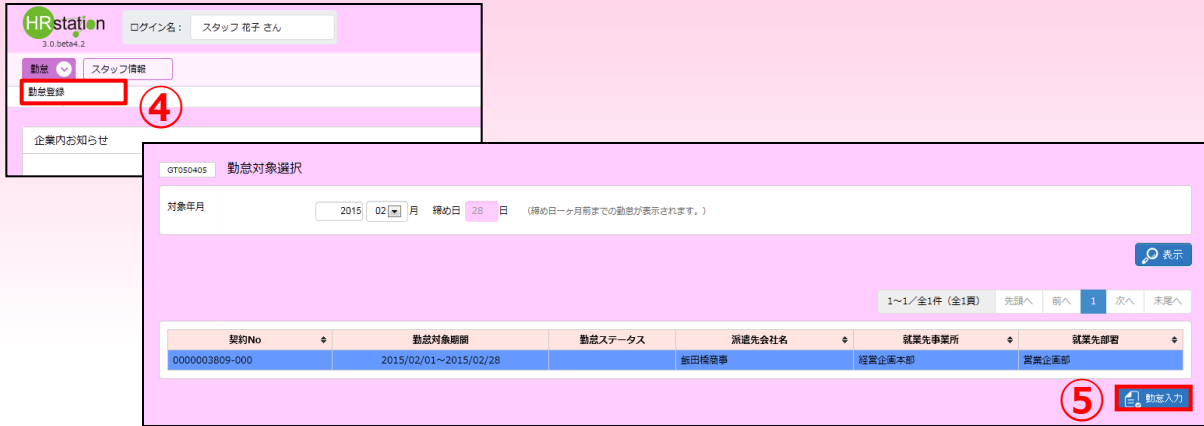 HRstation
3.0.beta4.2
ログイン名： スタッフ 花子 さん
勤怠 スタッフ情報
勤怠登録
④
企業内お知らせ
GT050405 勤怠対象選択
対象年月 2015 02 月 締め日 28 日 (締め日一ヶ月前までの勤怠が表示されます。)
表示
1～1／全1件（全1頁） 先頭へ 前へ 1 次へ 末尾へ
契約No 勤怠対象期間 勤怠ステータス 派遣先会社名 就業先事業所 就業先部署
0000003809-000 2015/02/01～2015/02/28 飯田橋商事 経営企画本部 営業企画部
⑤ 勤怠入力